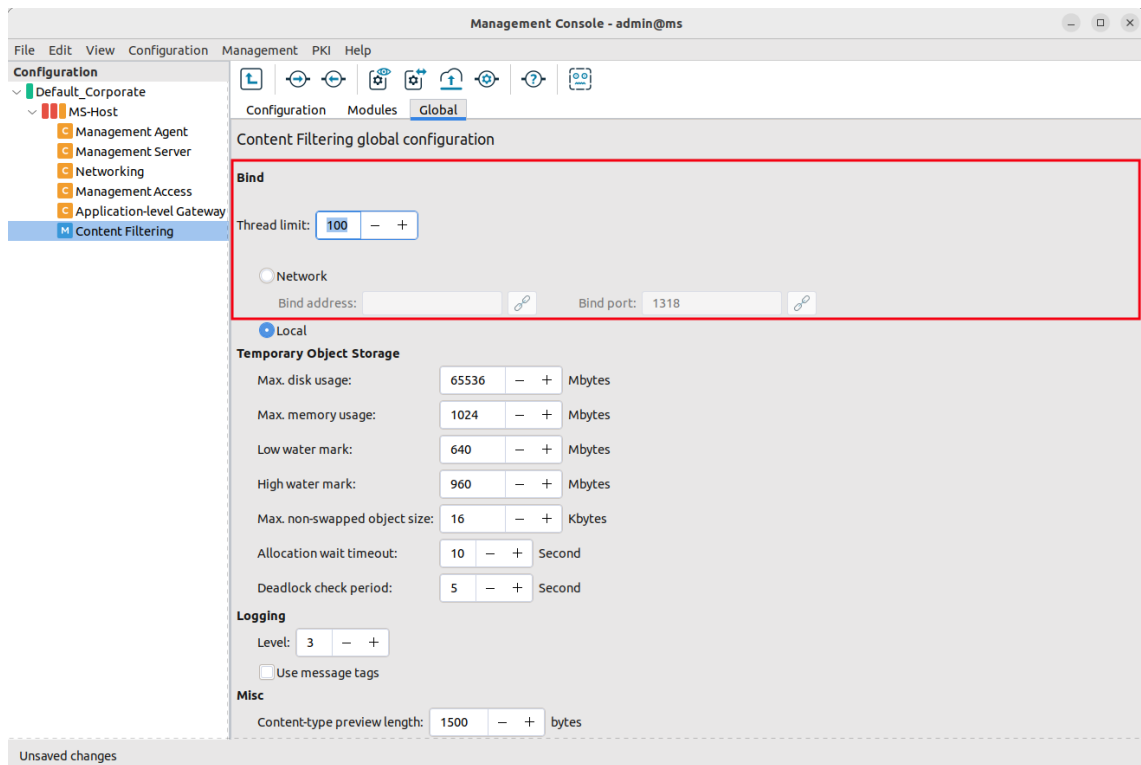 Management Console - admin@ms
File Edit View Configuration Management PKI Help
Configuration
Default_Corporate
MS-Host
C Management Agent
C Management Server
C Networking
C Management Access
C Application-level Gateway
M Content Filtering
Configuration Modules Global
Content Filtering global configuration
Bind
Thread limit: 100 − +
Network
Bind address: Bind port: 1318
Local
Temporary Object Storage
Max. disk usage: 65536 − + Mbytes
Max. memory usage: 1024 − + Mbytes
Low water mark: 640 − + Mbytes
High water mark: 960 − + Mbytes
Max. non-swapped object size: 16 − + Kbytes
Allocation wait timeout: 10 − + Second
Deadlock check period: 5 − + Second
Logging
Level: 3 − +
Use message tags
Misc
Content-type preview length: 1500 − + bytes
Unsaved changes